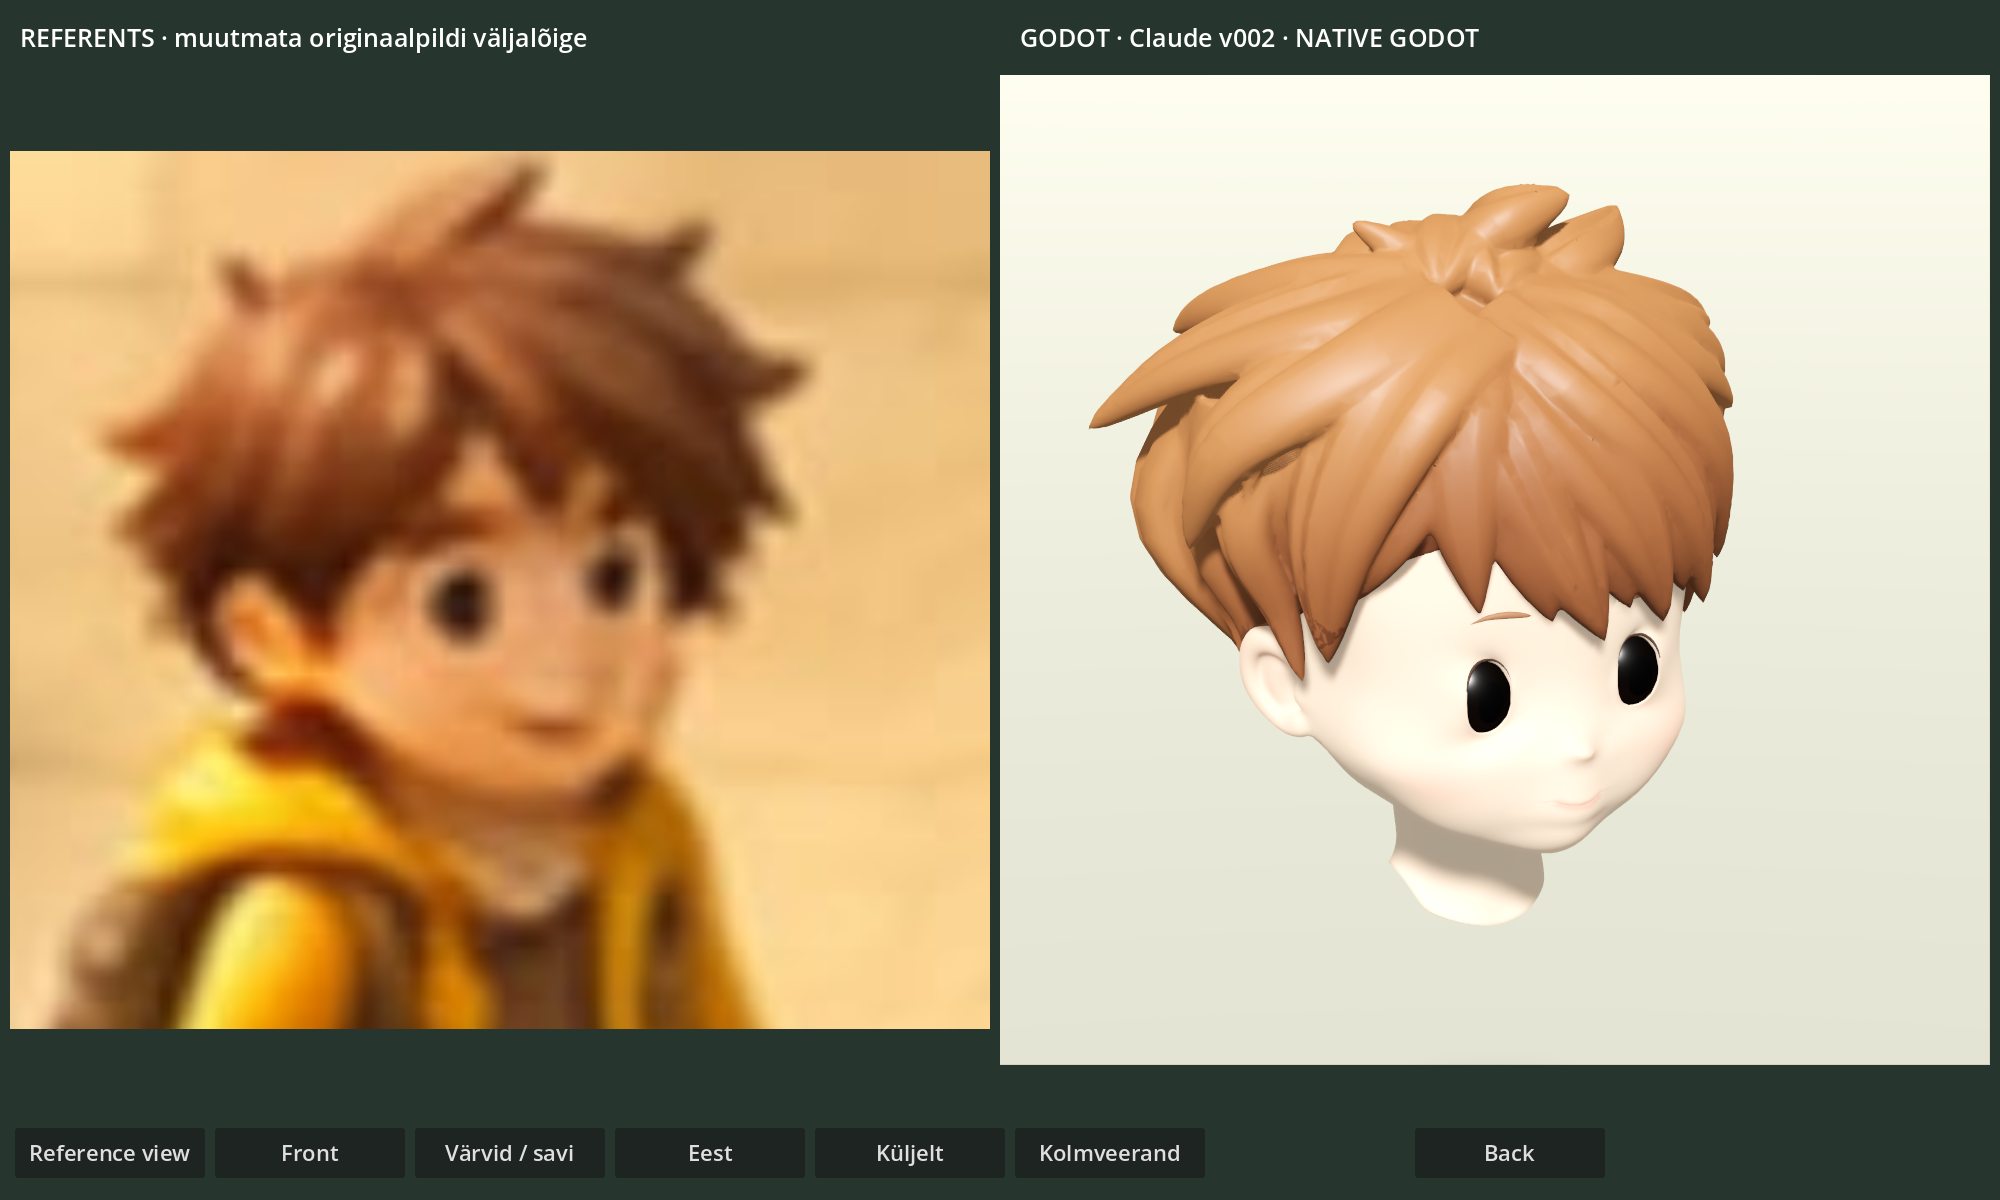 REFERENTS · muutmata originaalpildi väljalõige
GODOT · Claude v002 · NATIVE GODOT
Reference view
Front
Värvid / savi
Eest
Küljelt
Kolmveerand
Back